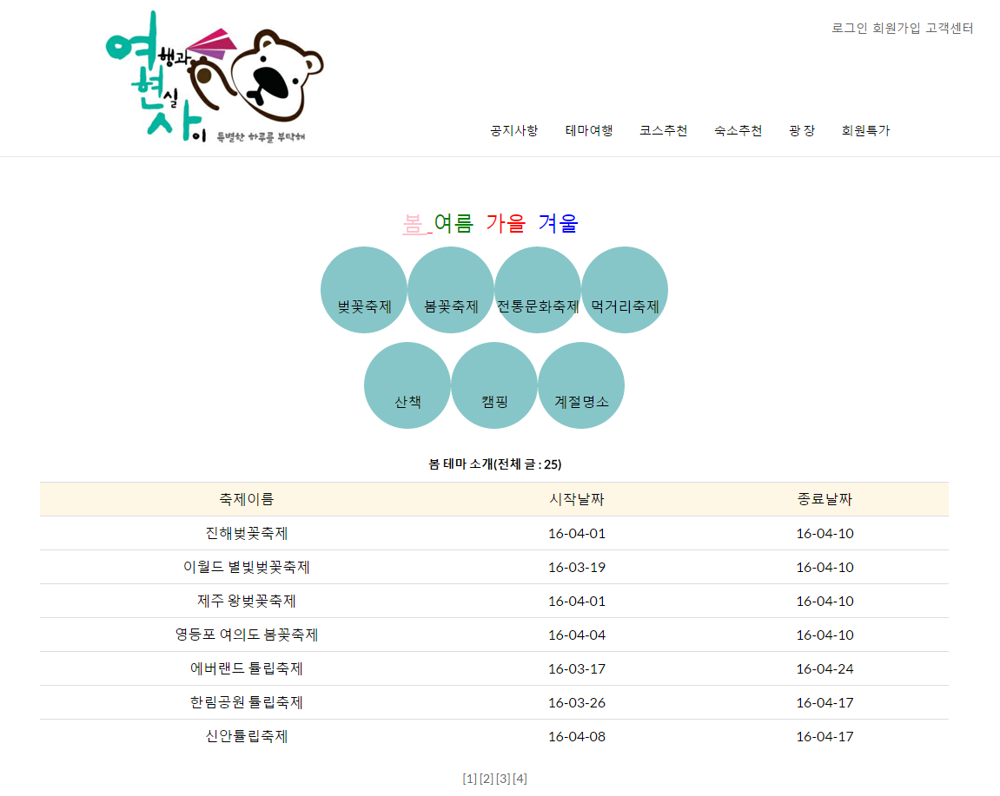 여행과
현실
사이 특별한 하루를 부탁해
로그인 회원가입 고객센터
공지사항 테마여행 코스추천 숙소추천 광 장 회원특가
봄 여름 가을 겨울
벚꽃축제 봄꽃축제 전통문화축제 먹거리축제
산책 캠핑 계절명소
봄 테마 소개(전체 글 : 25)
축제이름 시작날짜 종료날짜
진해벚꽃축제 16-04-01 16-04-10
이월드 별빛벚꽃축제 16-03-19 16-04-10
제주 왕벚꽃축제 16-04-01 16-04-10
영등포 여의도 봄꽃축제 16-04-04 16-04-10
에버랜드 튤립축제 16-03-17 16-04-24
한림공원 튤립축제 16-03-26 16-04-17
신안튤립축제 16-04-08 16-04-17
[1] [2] [3] [4]